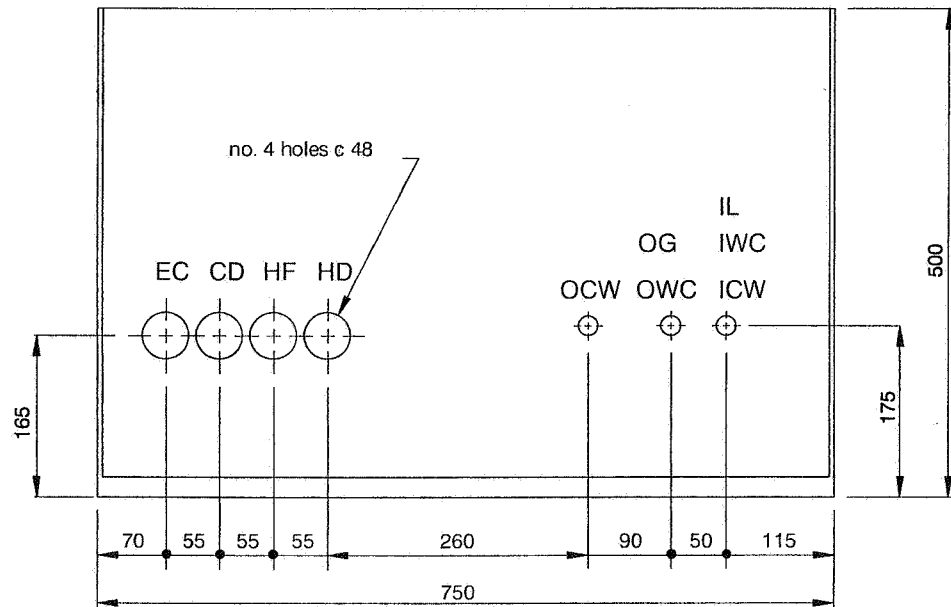 no. 4 holes ¢ 48
IL
OG IWC
EC CD HF HD
OCW OWC ICW
500
165
175
70 55 55 55 260 90 50 115
750